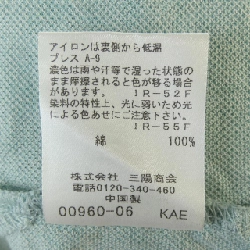 アイロンは裏側から低温
プレス A-9
濃色は雨や汗等で湿った状態の
まま摩擦されると色が移る場合
があります。 1R-52F
染料の特性上、光に弱いため光
による色あせにご注意下さい。
1R-55F
綿 100%
株式会社 三陽商会
電話0120-340-460
中国製
00960-06 KAE